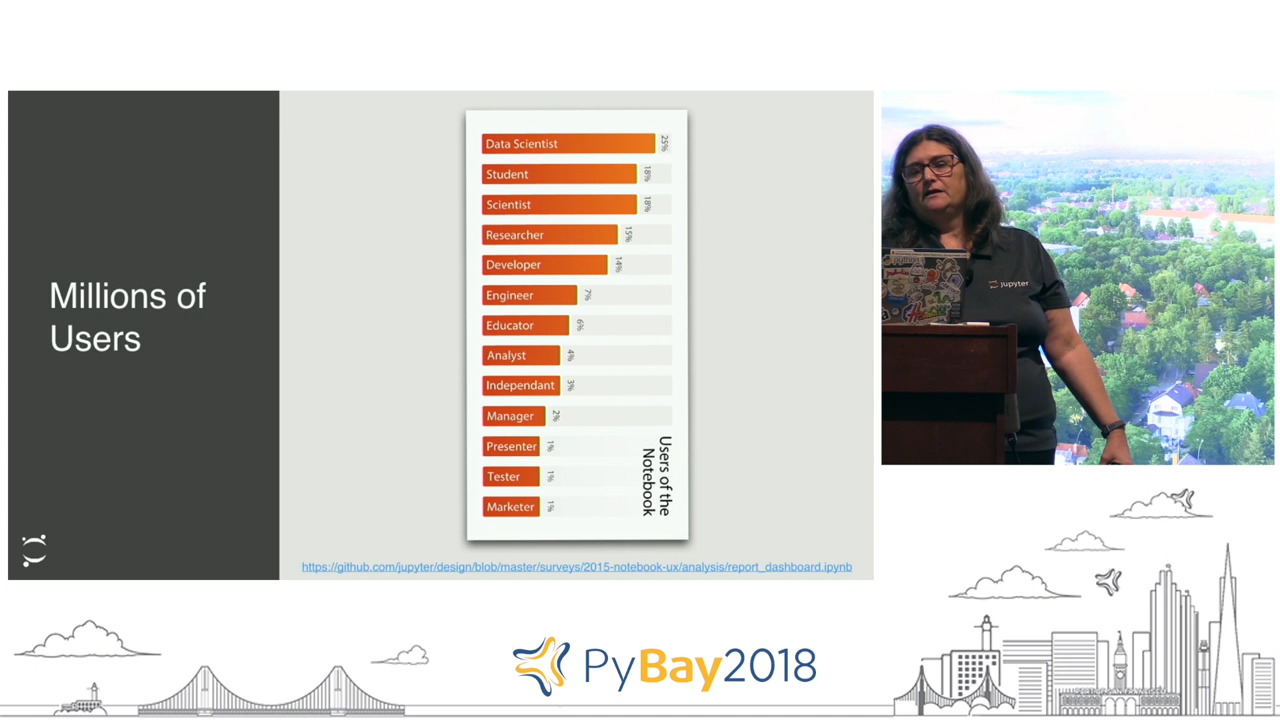 Millions of
Users
Data Scientist 25%
Student 18%
Scientist 18%
Researcher 15%
Developer 14%
Engineer 7%
Educator 6%
Analyst 4%
Independant 3%
Manager 2%
Presenter 1%
Tester 1%
Marketer 1%
Users of the
Notebook
https://github.com/jupyter/design/blob/master/surveys/2015-notebook-ux/analysis/report_dashboard.ipynb
jupyter
PyBay2018